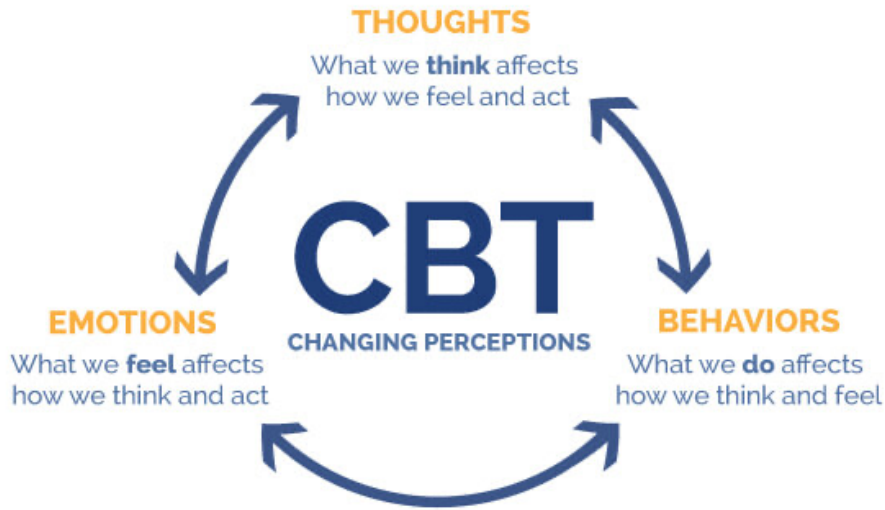 THOUGHTS
What we think affects
how we feel and act
CBT
CHANGING PERCEPTIONS
EMOTIONS
What we feel affects
how we think and act
BEHAVIORS
What we do affects
how we think and feel